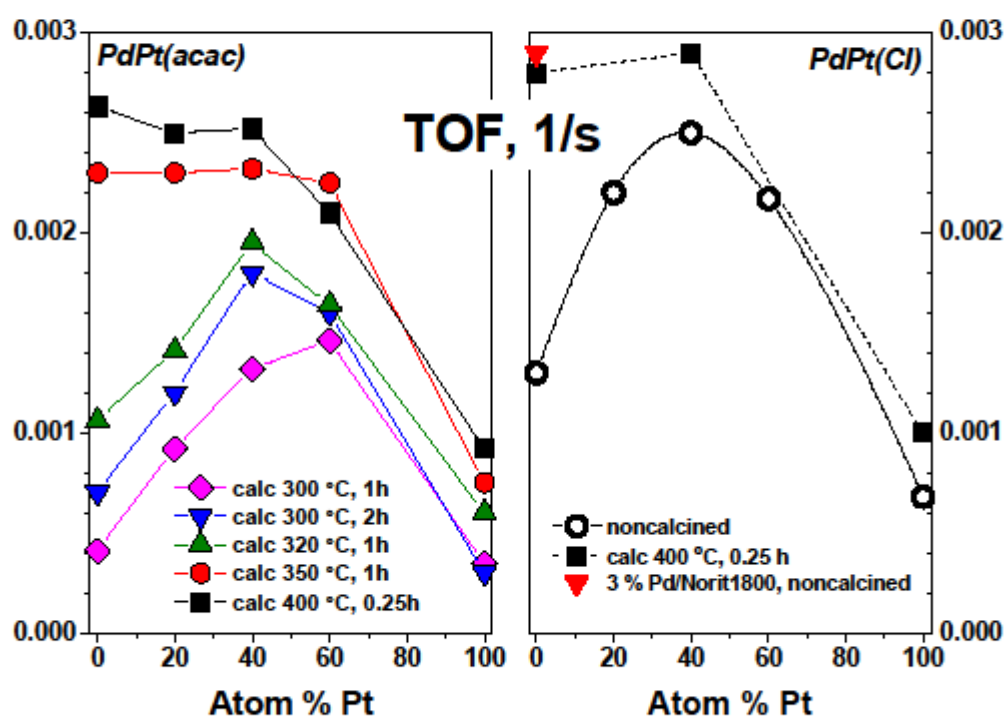 PdPt(acac)
PdPt(Cl)
TOF, 1/s
0.003
0.002
0.001
0.000
calc 300 °C, 1h
calc 300 °C, 2h
calc 320 °C, 1h
calc 350 °C, 1h
calc 400 °C, 0.25h
0 20 40 60 80 100
Atom % Pt
noncalcined
calc 400 °C, 0.25 h
3 % Pd/Norit1800, noncalcined
0.003
0.002
0.001
0.000
0 20 40 60 80 100
Atom % Pt